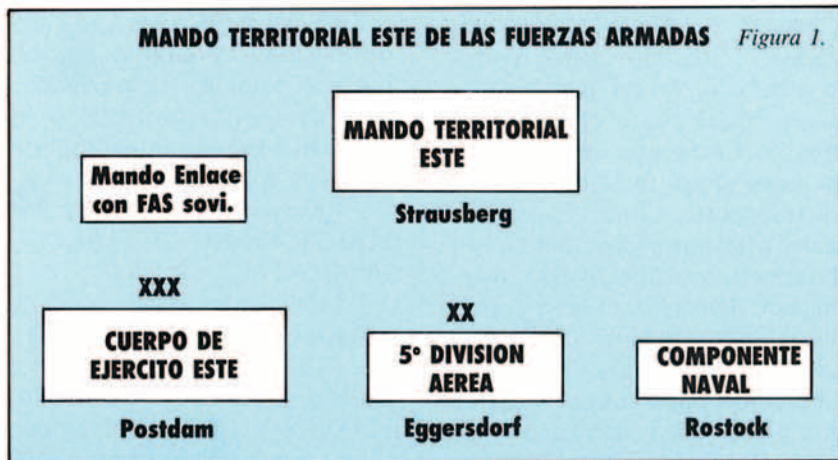 MANDO TERRITORIAL ESTE DE LAS FUERZAS ARMADAS Figura 1.
MANDO TERRITORIAL
ESTE
Strausberg
Mando Enlace
con FAS sovi.
XXX
CUERPO DE
EJERCITO ESTE
Postdam
XX
5º DIVISION
AEREA
Eggersdorf
COMPONENTE
NAVAL
Rostock